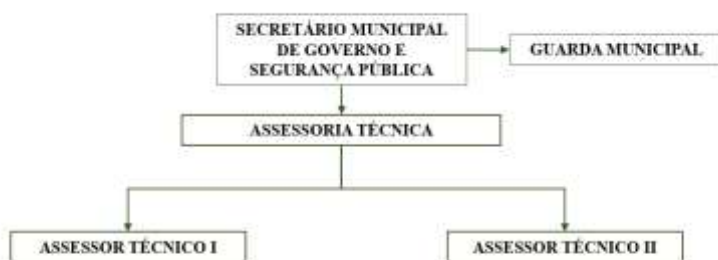 SECRETÁRIO MUNICIPAL
DE GOVERNO E
SEGURANÇA PÚBLICA
GUARDA MUNICIPAL
ASSESSORIA TÉCNICA
ASSESSOR TÉCNICO I
ASSESSOR TÉCNICO II